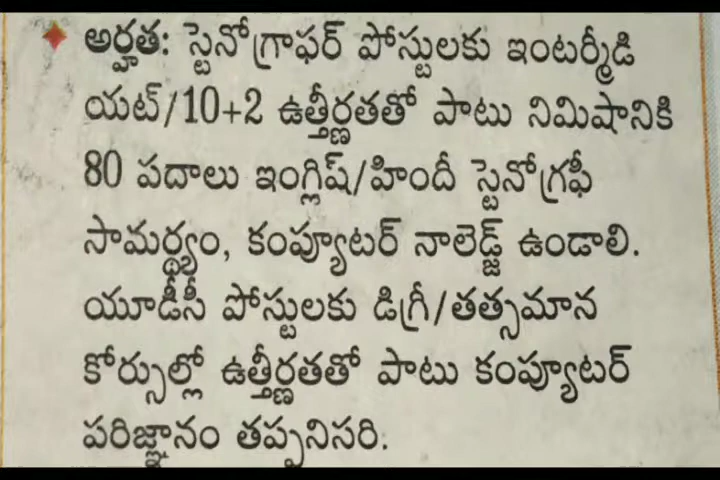 అర్హత: స్టెనోగ్రాఫర్ పోస్టులకు ఇంటర్మీడి
యట్/10+2 ఉత్తీర్ణతతో పాటు నిమిషానికి
80 పదాలు ఇంగ్లిష్/హిందీ స్టెనోగ్రఫీ
సామర్థ్యం, కంప్యూటర్ నాలెడ్జ్ ఉండాలి.
యూడీసీ పోస్టులకు డిగ్రీ/తత్సమాన
కోర్సుల్లో ఉత్తీర్ణతతో పాటు కంప్యూటర్
పరిజ్ఞానం తప్పనిసరి.